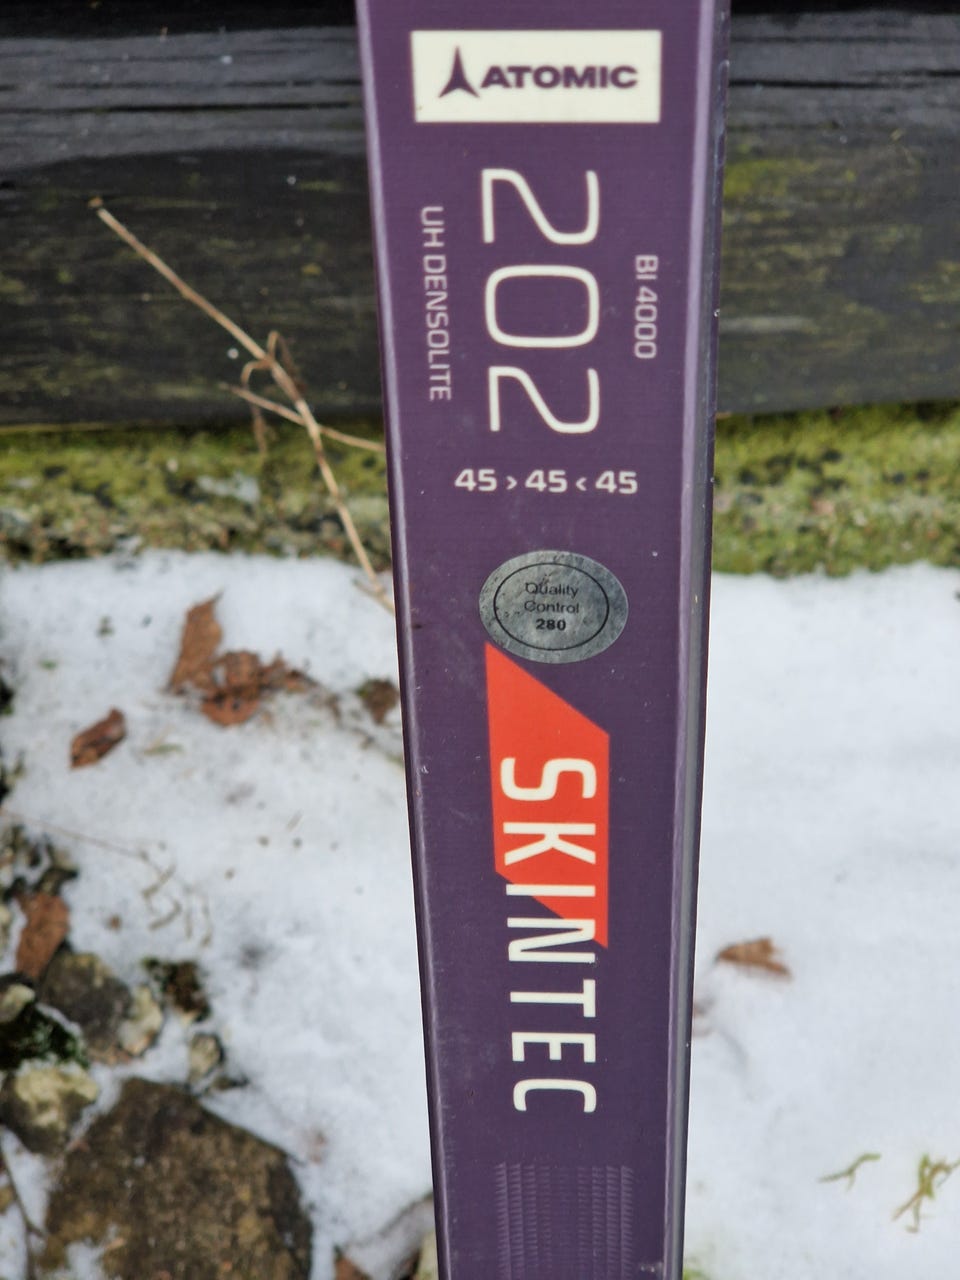 ATOMIC
202
UH DENSOLITE
BI 4000
45 > 45 < 45
Quality
Control
280
SKINTEC